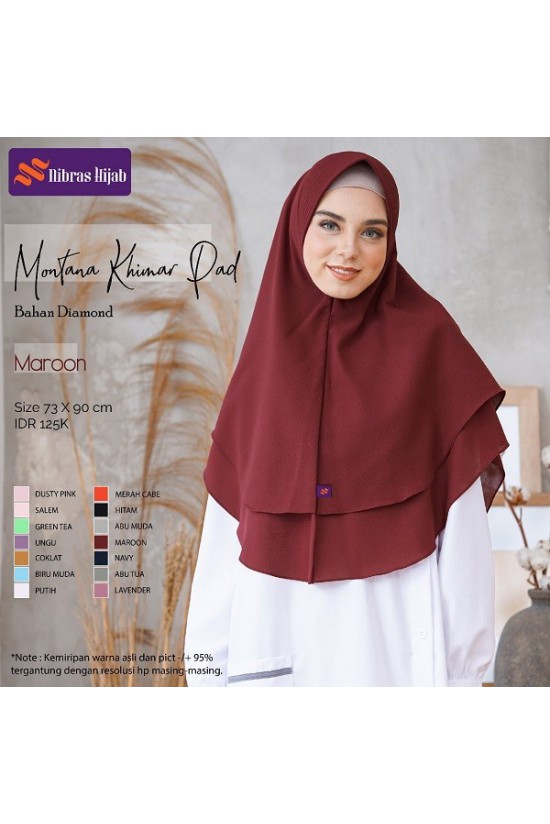 Nibras Hijab
Montana Khimar Pad
Bahan Diamond
Maroon
Size 73 X 90 cm
IDR 125K
DUSTY PINK
SALEM
GREEN TEA
UNGU
COKLAT
BIRU MUDA
PUTIH
MERAH CABE
HITAM
ABU MUDA
MAROON
NAVY
ABU TUA
LAVENDER
*Note : Kemiripan warna asli dan pict -/+ 95%
tergantung dengan resolusi hp masing-masing.